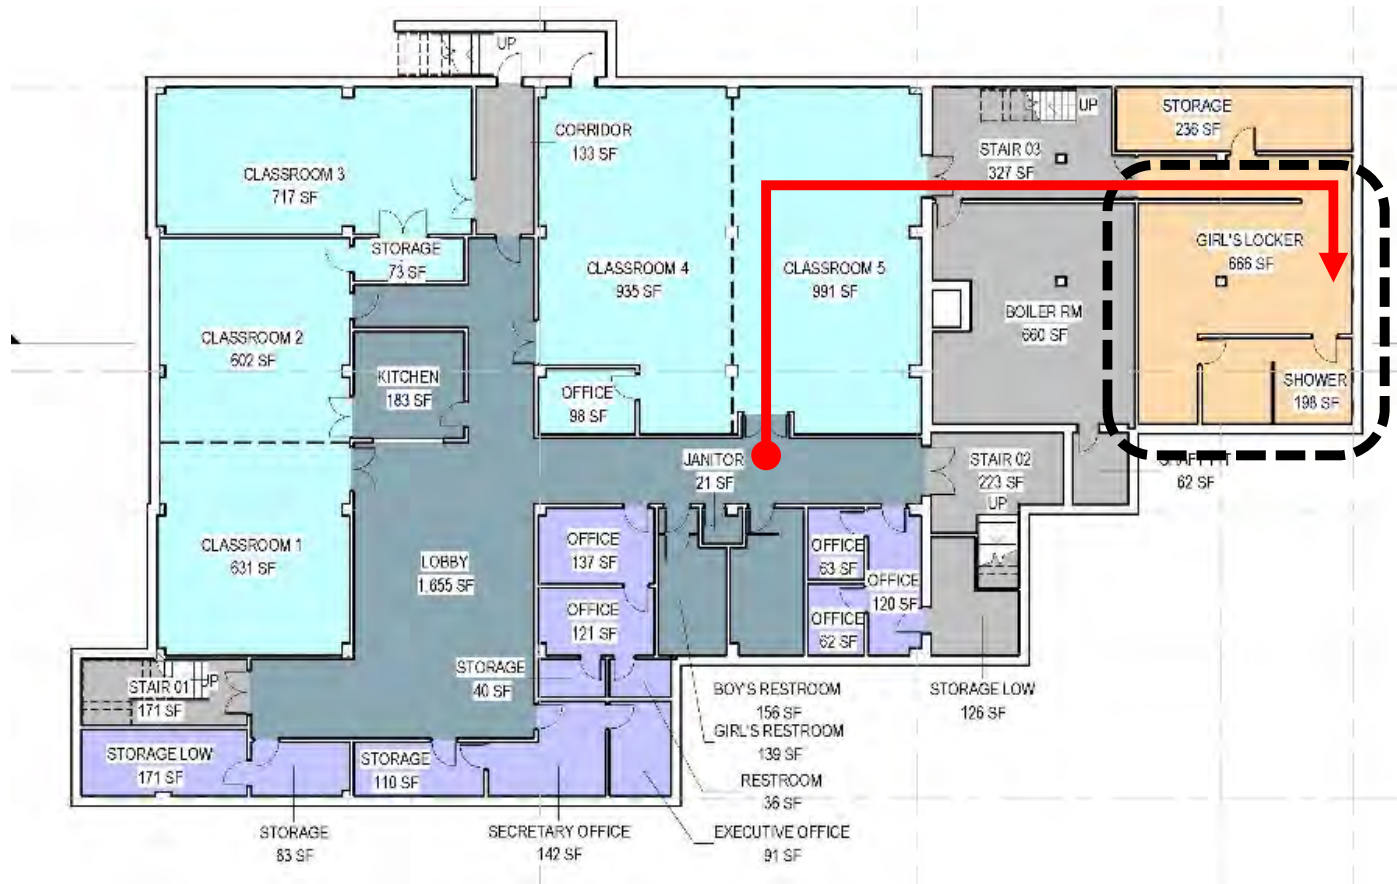 UP
CORRIDOR
133 SF
CLASSROOM 3
717 SF
STORAGE
73 SF
CLASSROOM 2
602 SF
KITCHEN
183 SF
CLASSROOM 1
631 SF
LOBBY
1,655 SF
CLASSROOM 4
935 SF
CLASSROOM 5
991 SF
OFFICE
98 SF
STAIR 03
327 SF
UP
STORAGE
236 SF
GIRL'S LOCKER
666 SF
BOILER RM
660 SF
SHOWER
198 SF
JANITOR
21 SF
STAIR 02
223 SF
UP
62 SF
OFFICE
137 SF
OFFICE
121 SF
OFFICE
63 SF
OFFICE
120 SF
OFFICE
62 SF
STORAGE
40 SF
STAIR 01
171 SF
UP
STORAGE LOW
171 SF
STORAGE
110 SF
BOY'S RESTROOM
156 SF
GIRL'S RESTROOM
139 SF
RESTROOM
36 SF
EXECUTIVE OFFICE
91 SF
STORAGE LOW
126 SF
STORAGE
83 SF
SECRETARY OFFICE
142 SF